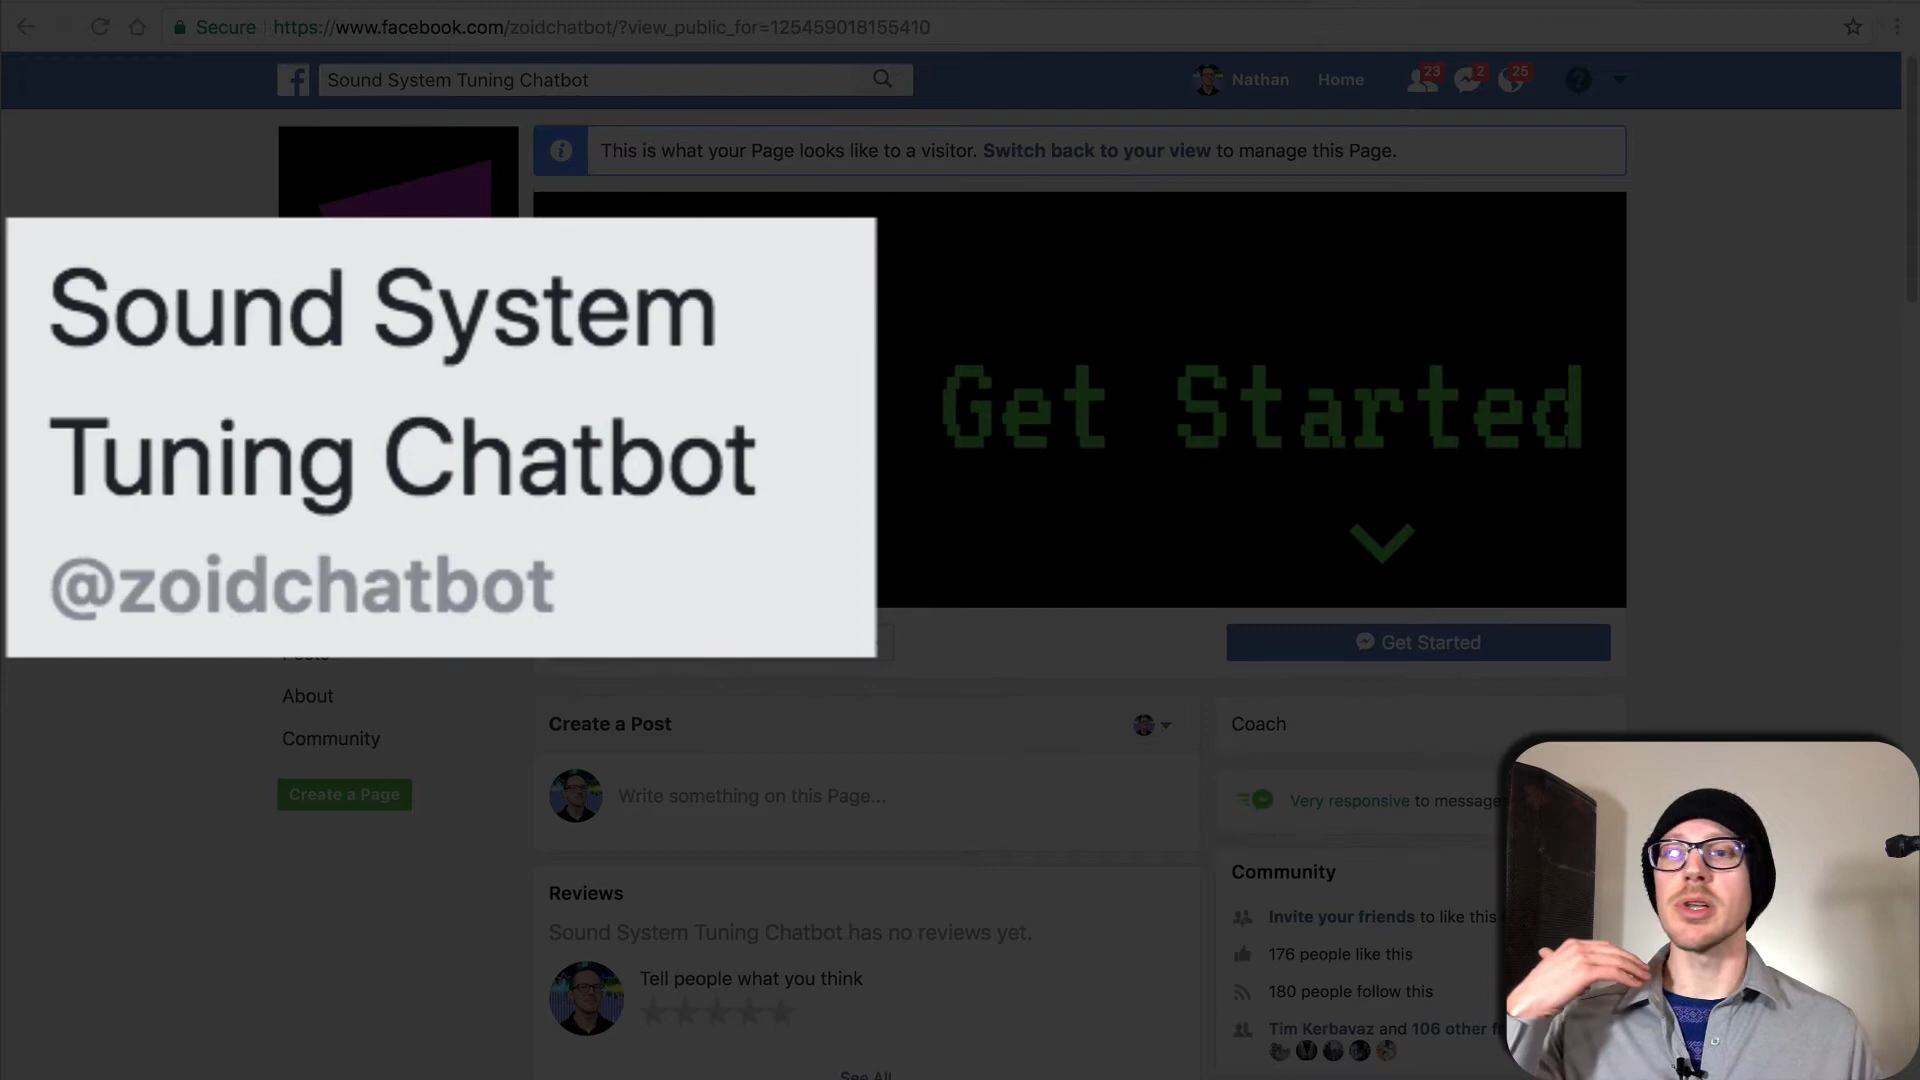 Secure
https://www.facebook.com/zoidchatbot/?view_public_for=125459018155410
Sound System Tuning Chatbot
Nathan
Home
23
2
25
This is what your Page looks like to a visitor. Switch back to your view to manage this Page.
Sound System
Tuning Chatbot
@zoidchatbot
Get Started
Get Started
Posts
About
Community
Create a Page
Create a Post
Write something on this Page...
Reviews
Sound System Tuning Chatbot has no reviews yet.
Tell people what you think
See All
Coach
Very responsive to message
Community
Invite your friends to like this
176 people like this
180 people follow this
Tim Kerbavaz and 106 other fr